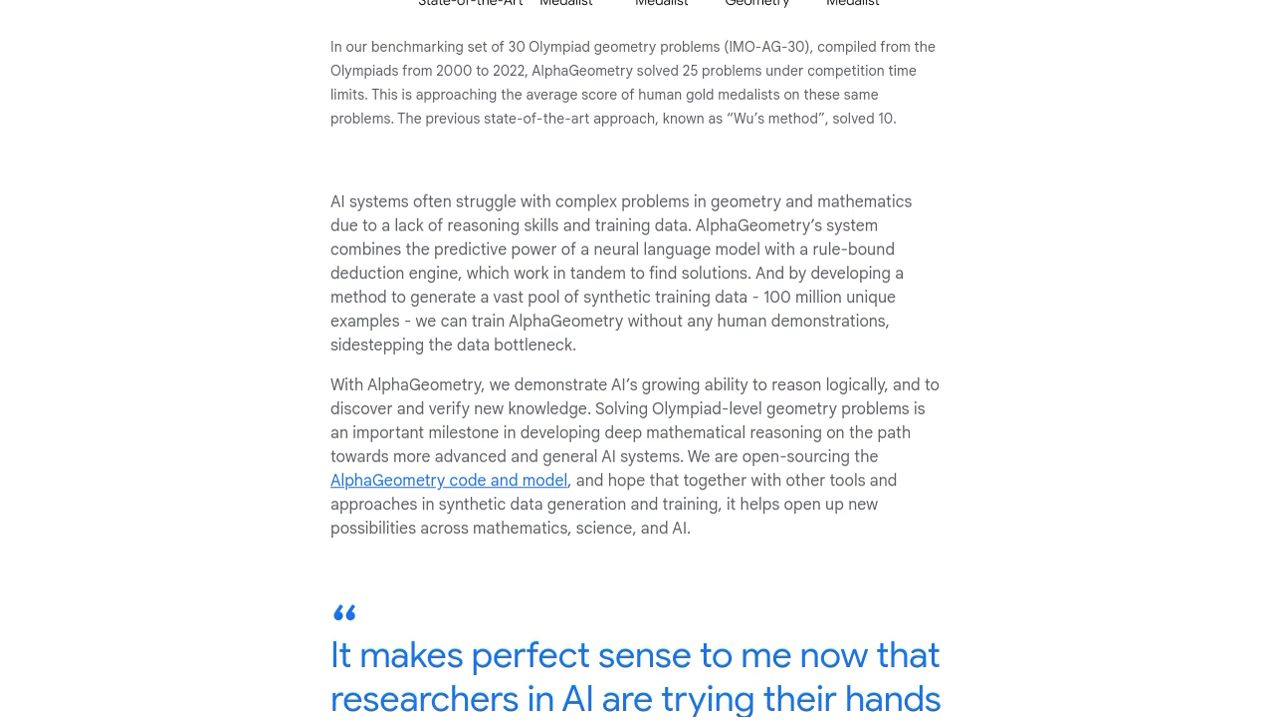 State-of-the-Art Medalist Medalist Geometry Medalist
In our benchmarking set of 30 Olympiad geometry problems (IMO-AG-30), compiled from the
Olympiads from 2000 to 2022, AlphaGeometry solved 25 problems under competition time
limits. This is approaching the average score of human gold medalists on these same
problems. The previous state-of-the-art approach, known as “Wu’s method”, solved 10.
AI systems often struggle with complex problems in geometry and mathematics
due to a lack of reasoning skills and training data. AlphaGeometry’s system
combines the predictive power of a neural language model with a rule-bound
deduction engine, which work in tandem to find solutions. And by developing a
method to generate a vast pool of synthetic training data - 100 million unique
examples - we can train AlphaGeometry without any human demonstrations,
sidestepping the data bottleneck.
With AlphaGeometry, we demonstrate AI’s growing ability to reason logically, and to
discover and verify new knowledge. Solving Olympiad-level geometry problems is
an important milestone in developing deep mathematical reasoning on the path
towards more advanced and general AI systems. We are open-sourcing the
AlphaGeometry code and model, and hope that together with other tools and
approaches in synthetic data generation and training, it helps open up new
possibilities across mathematics, science, and AI.
“
It makes perfect sense to me now that
researchers in AI are trying their hands